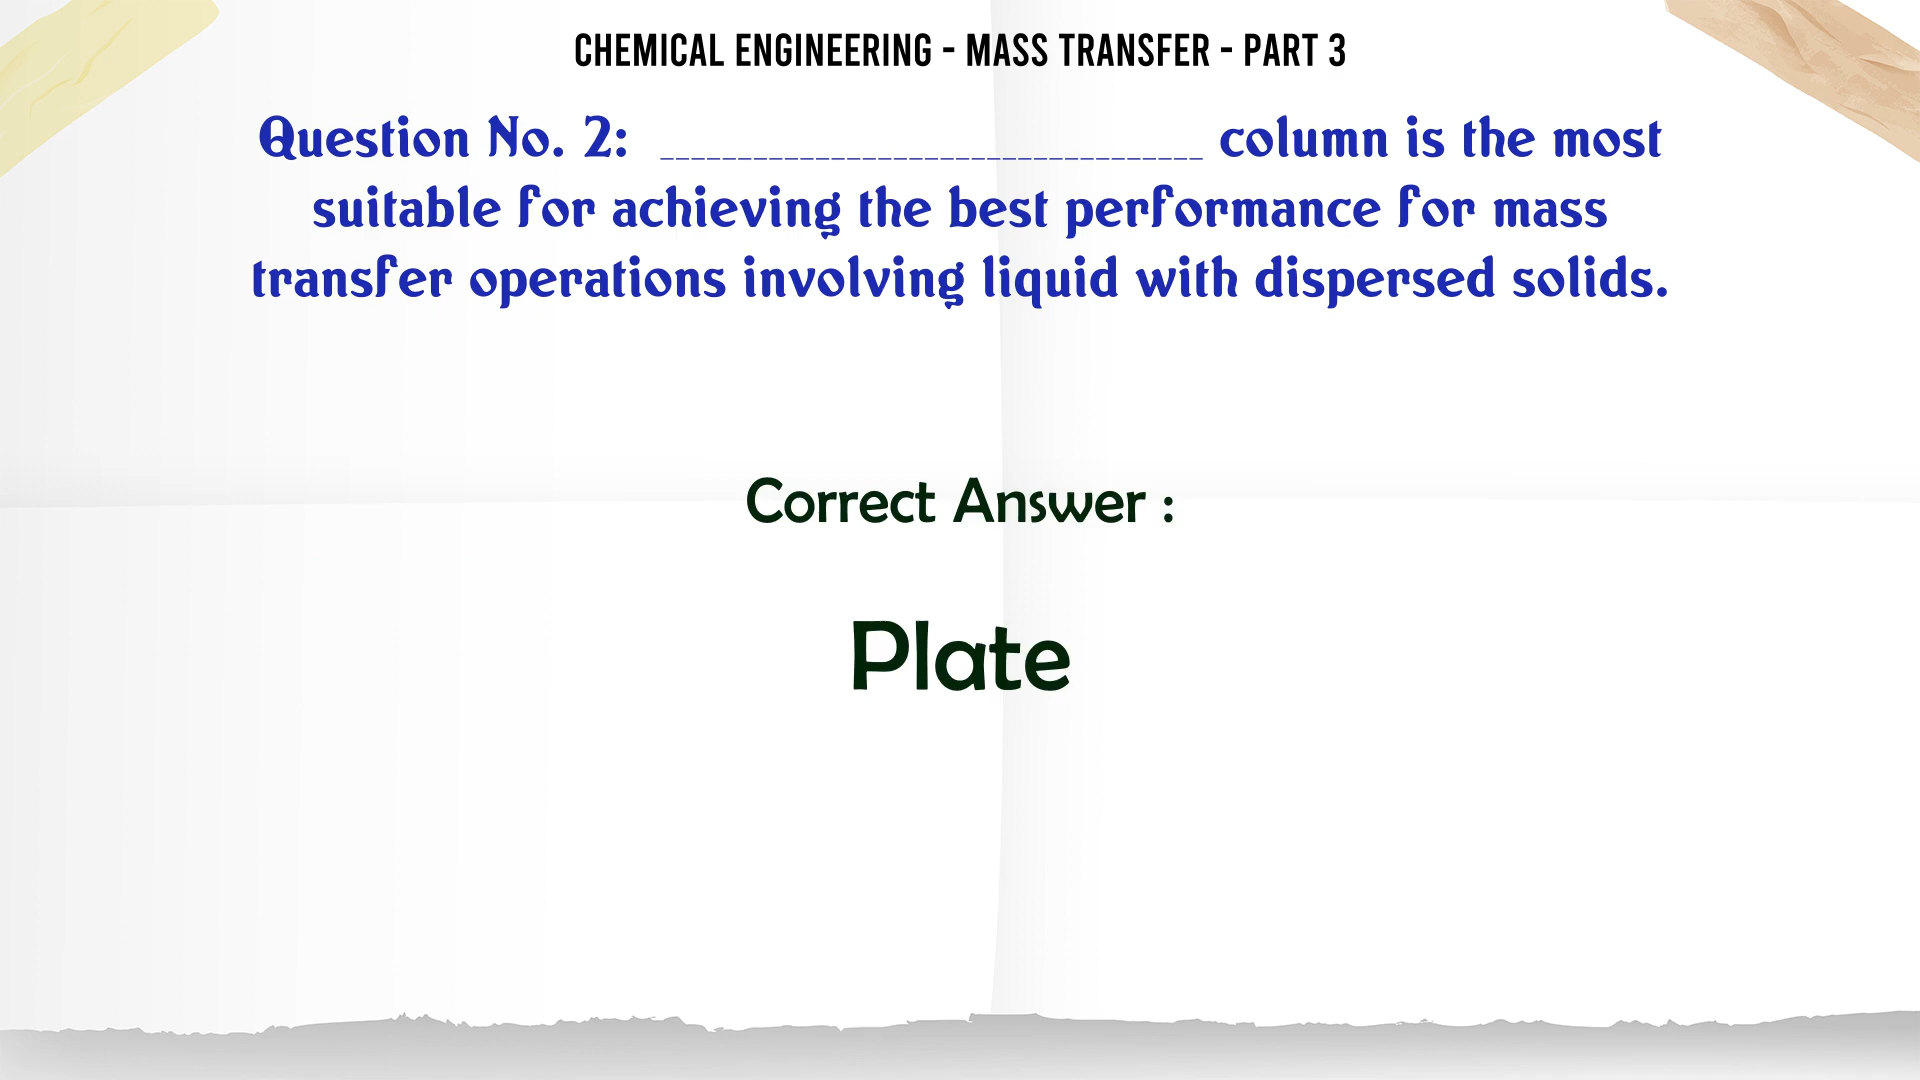 CHEMICAL ENGINEERING - MASS TRANSFER - PART 3
Question No. 2: ___________________________________ column is the most
suitable for achieving the best performance for mass
transfer operations involving liquid with dispersed solids.
Correct Answer :
Plate